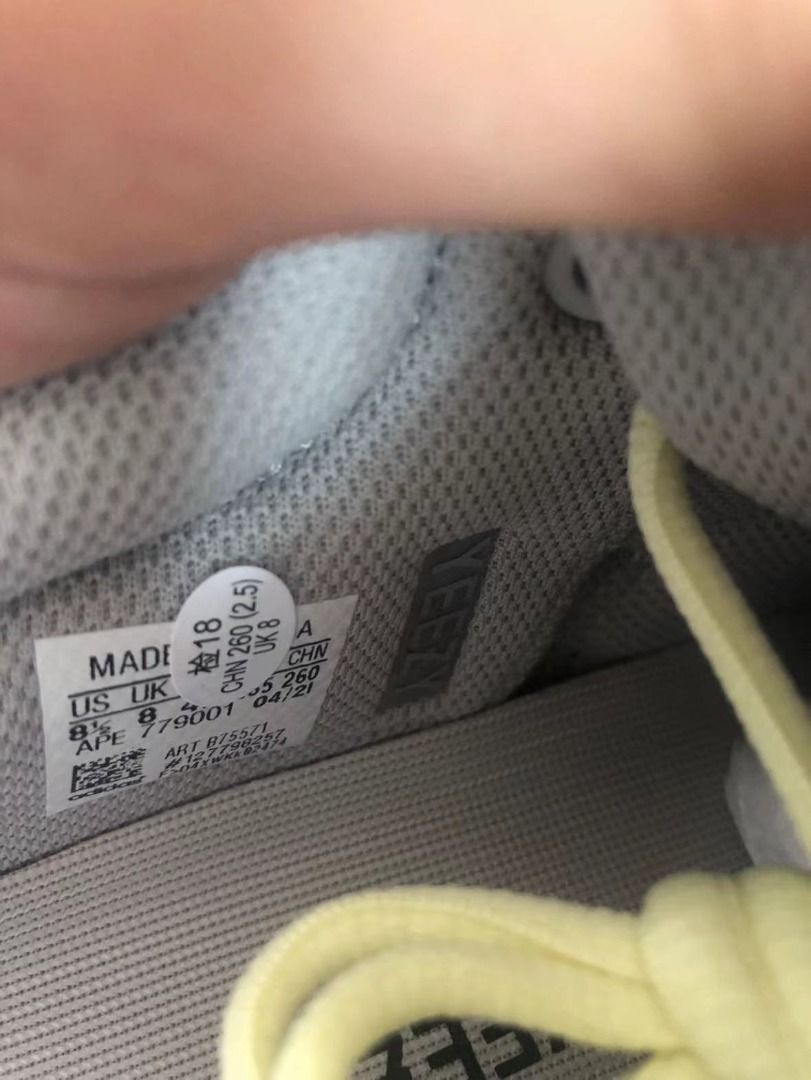 检18
CHN 260 (2.5)
UK 8
MADE A
US UK CHN
8½ 8 260
APE 779001 04/21
ART B75571
#127798257
adidas
YEEZY